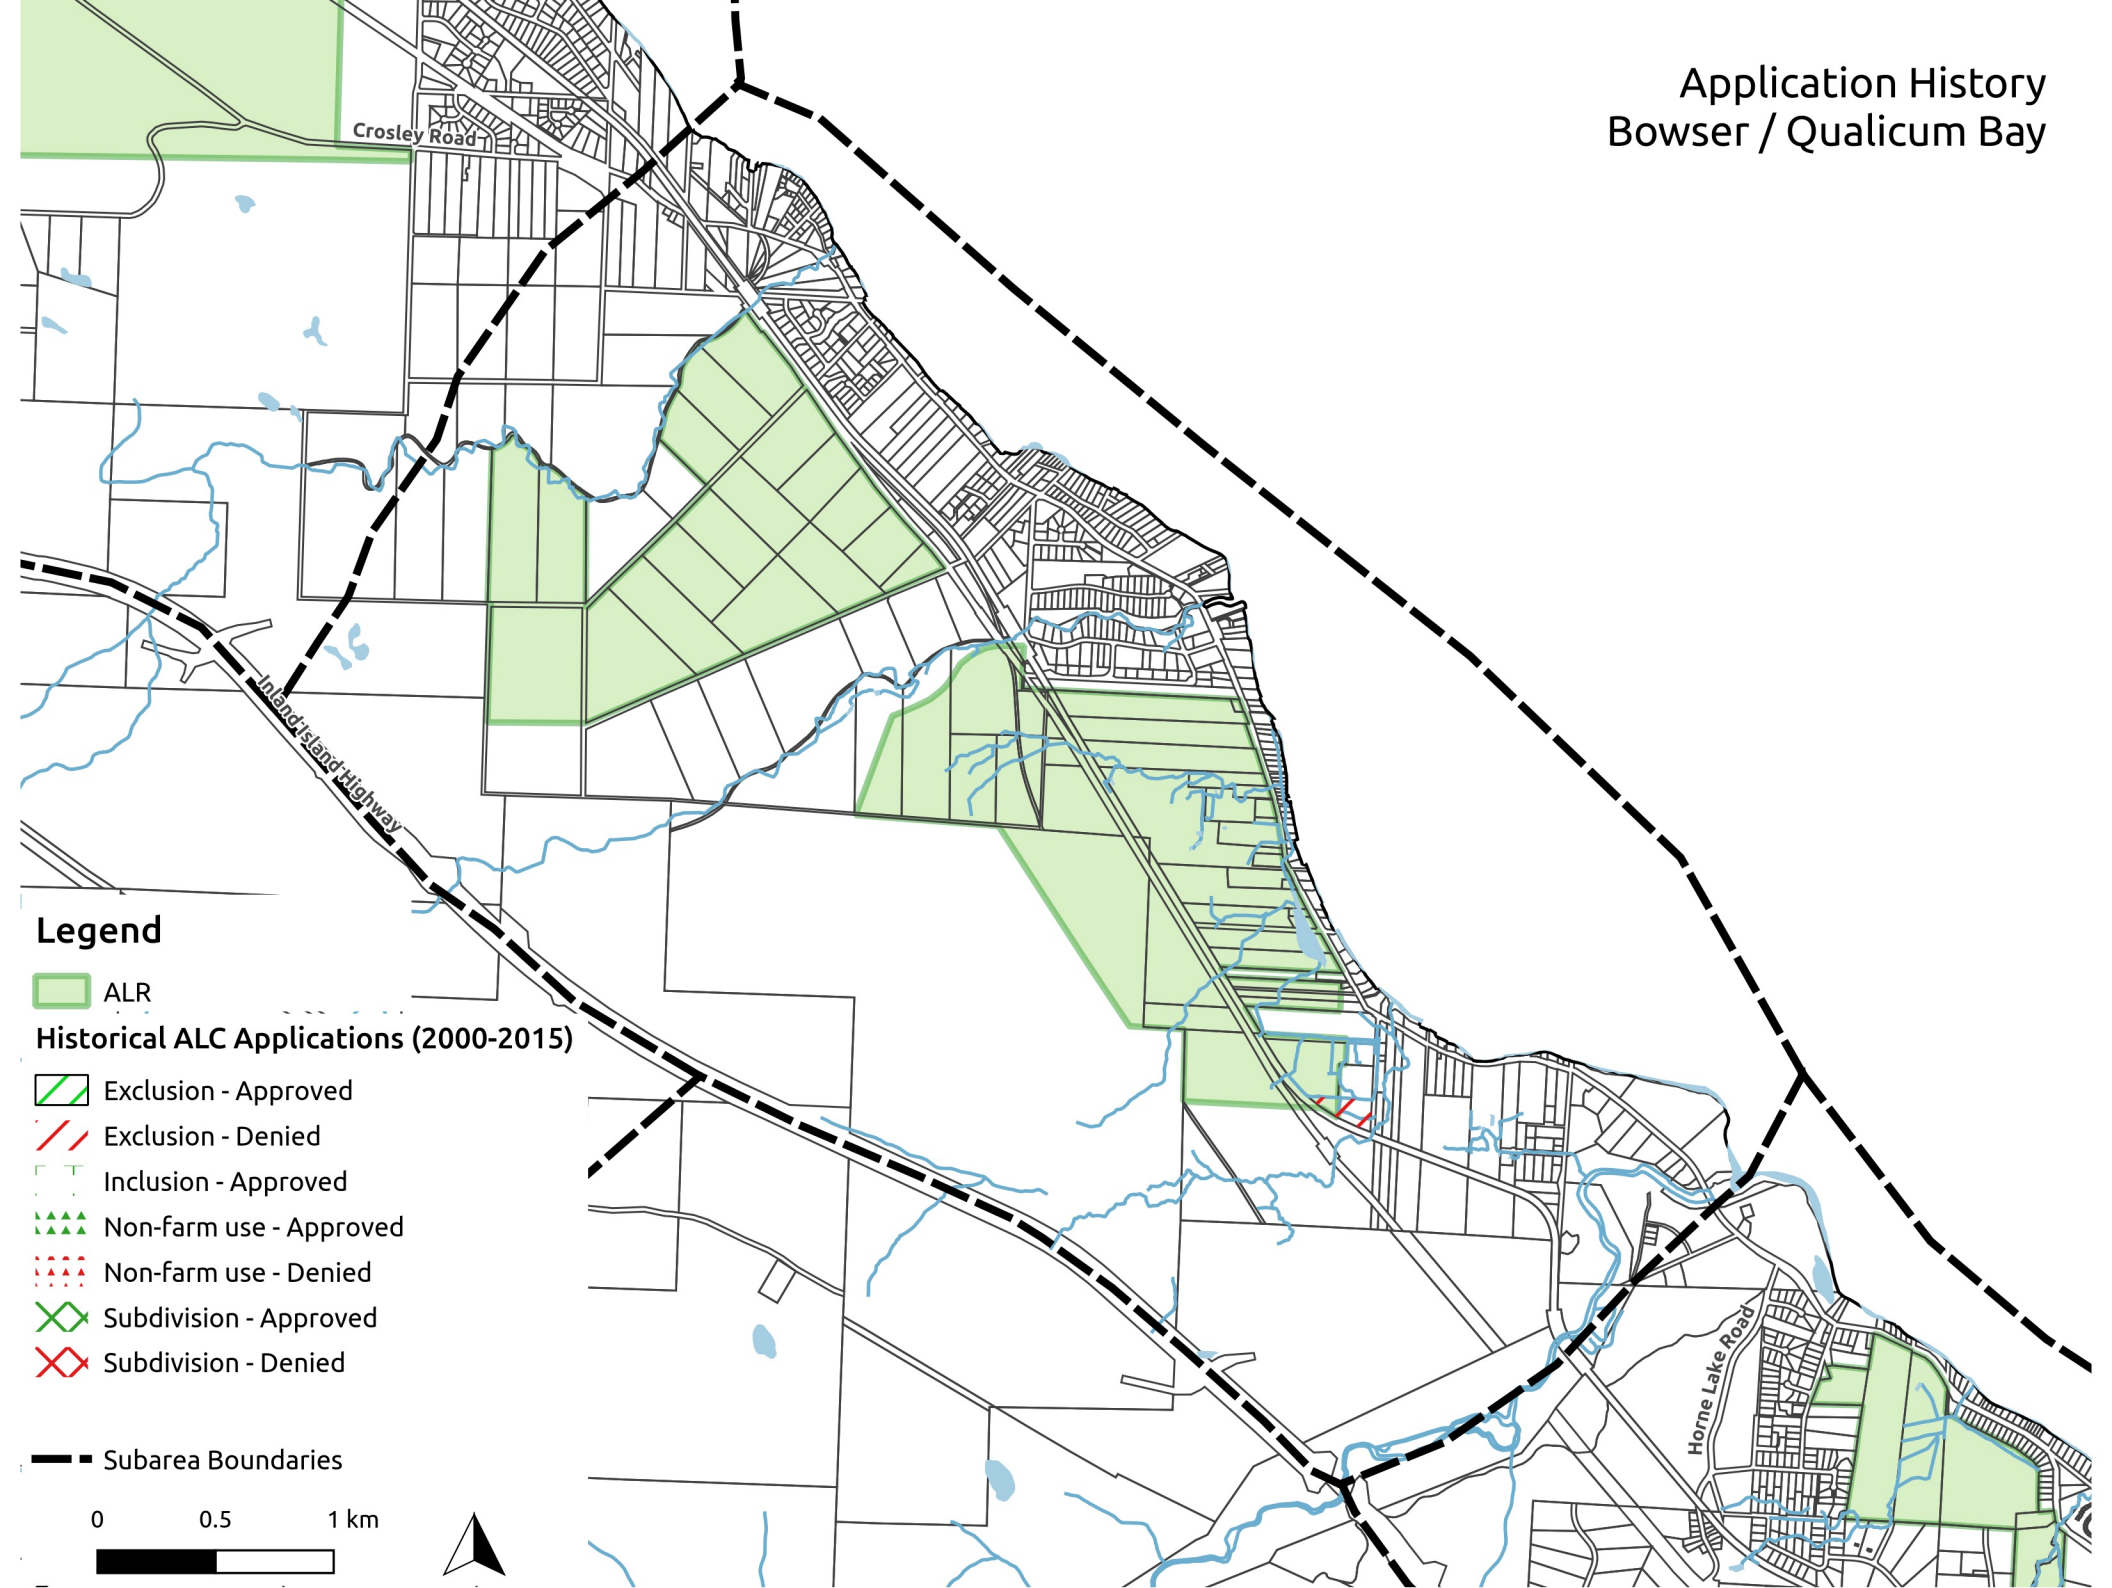 Application History
Bowser / Qualicum Bay
Crosley Road
Inland Island Highway
Horne Lake Road
Legend
ALR
Historical ALC Applications (2000-2015)
Exclusion - Approved
Exclusion - Denied
Inclusion - Approved
Non-farm use - Approved
Non-farm use - Denied
Subdivision - Approved
Subdivision - Denied
Subarea Boundaries
0 0.5 1 km